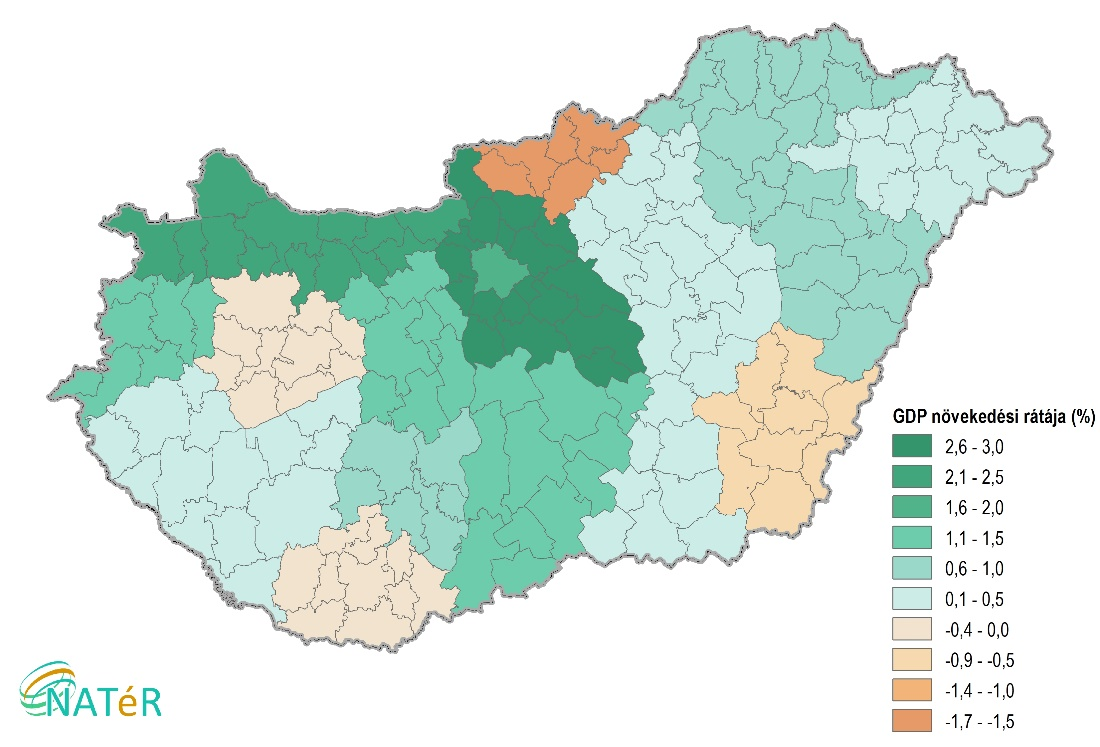 GDP növekedési rátája (%)
2,6 - 3,0
2,1 - 2,5
1,6 - 2,0
1,1 - 1,5
0,6 - 1,0
0,1 - 0,5
-0,4 - 0,0
-0,9 - -0,5
-1,4 - -1,0
-1,7 - -1,5
NATéR